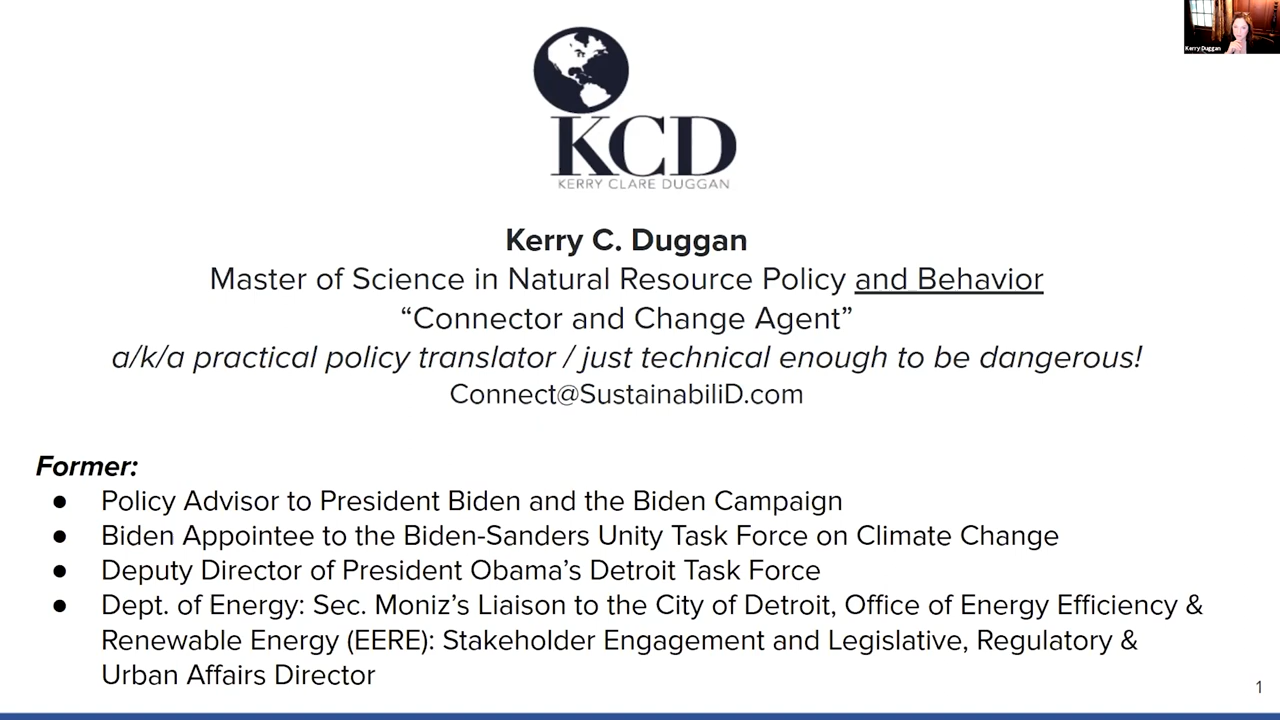 Kerry Duggan
KCD
KERRY CLARE DUGGAN
Kerry C. Duggan
Master of Science in Natural Resource Policy and Behavior
“Connector and Change Agent”
a/k/a practical policy translator / just technical enough to be dangerous!
Connect@SustainabiliD.com
Former:
● Policy Advisor to President Biden and the Biden Campaign
● Biden Appointee to the Biden-Sanders Unity Task Force on Climate Change
● Deputy Director of President Obama’s Detroit Task Force
● Dept. of Energy: Sec. Moniz’s Liaison to the City of Detroit, Office of Energy Efficiency &
Renewable Energy (EERE): Stakeholder Engagement and Legislative, Regulatory &
Urban Affairs Director
1